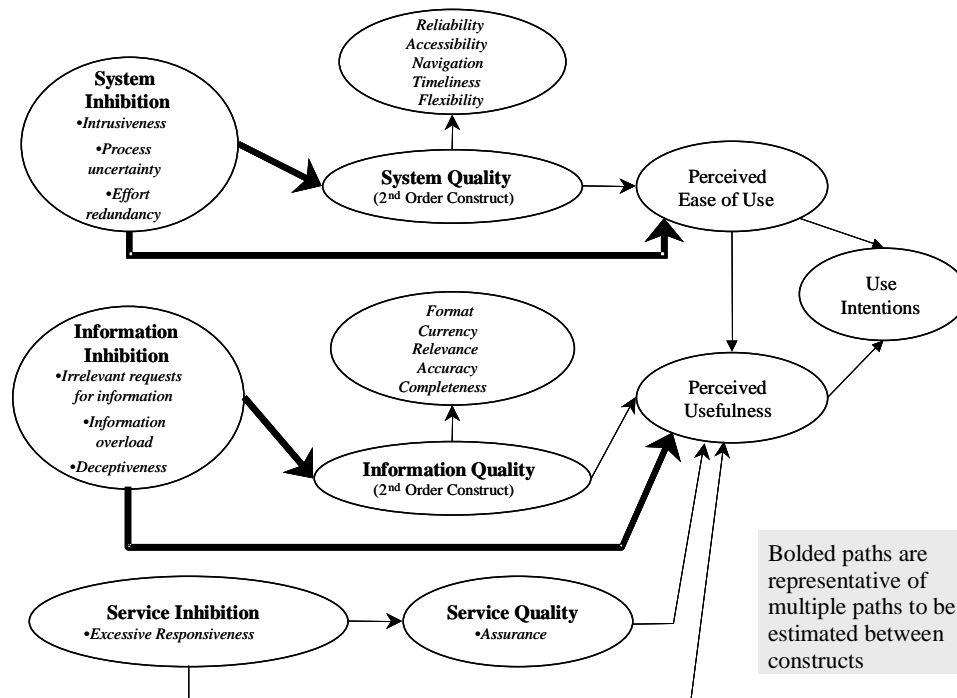 Reliability
Accessibility
Navigation
Timeliness
Flexibility
System
Inhibition
•Intrusiveness
•Process
uncertainty
•Effort
redundancy
System Quality
(2nd Order Construct)
Perceived
Ease of Use
Use
Intentions
Format
Currency
Relevance
Accuracy
Completeness
Information
Inhibition
•Irrelevant requests
for information
•Information
overload
•Deceptiveness
Information Quality
(2nd Order Construct)
Perceived
Usefulness
Service Inhibition
•Excessive Responsiveness
Service Quality
•Assurance
Bolded paths are
representative of
multiple paths to be
estimated between
constructs